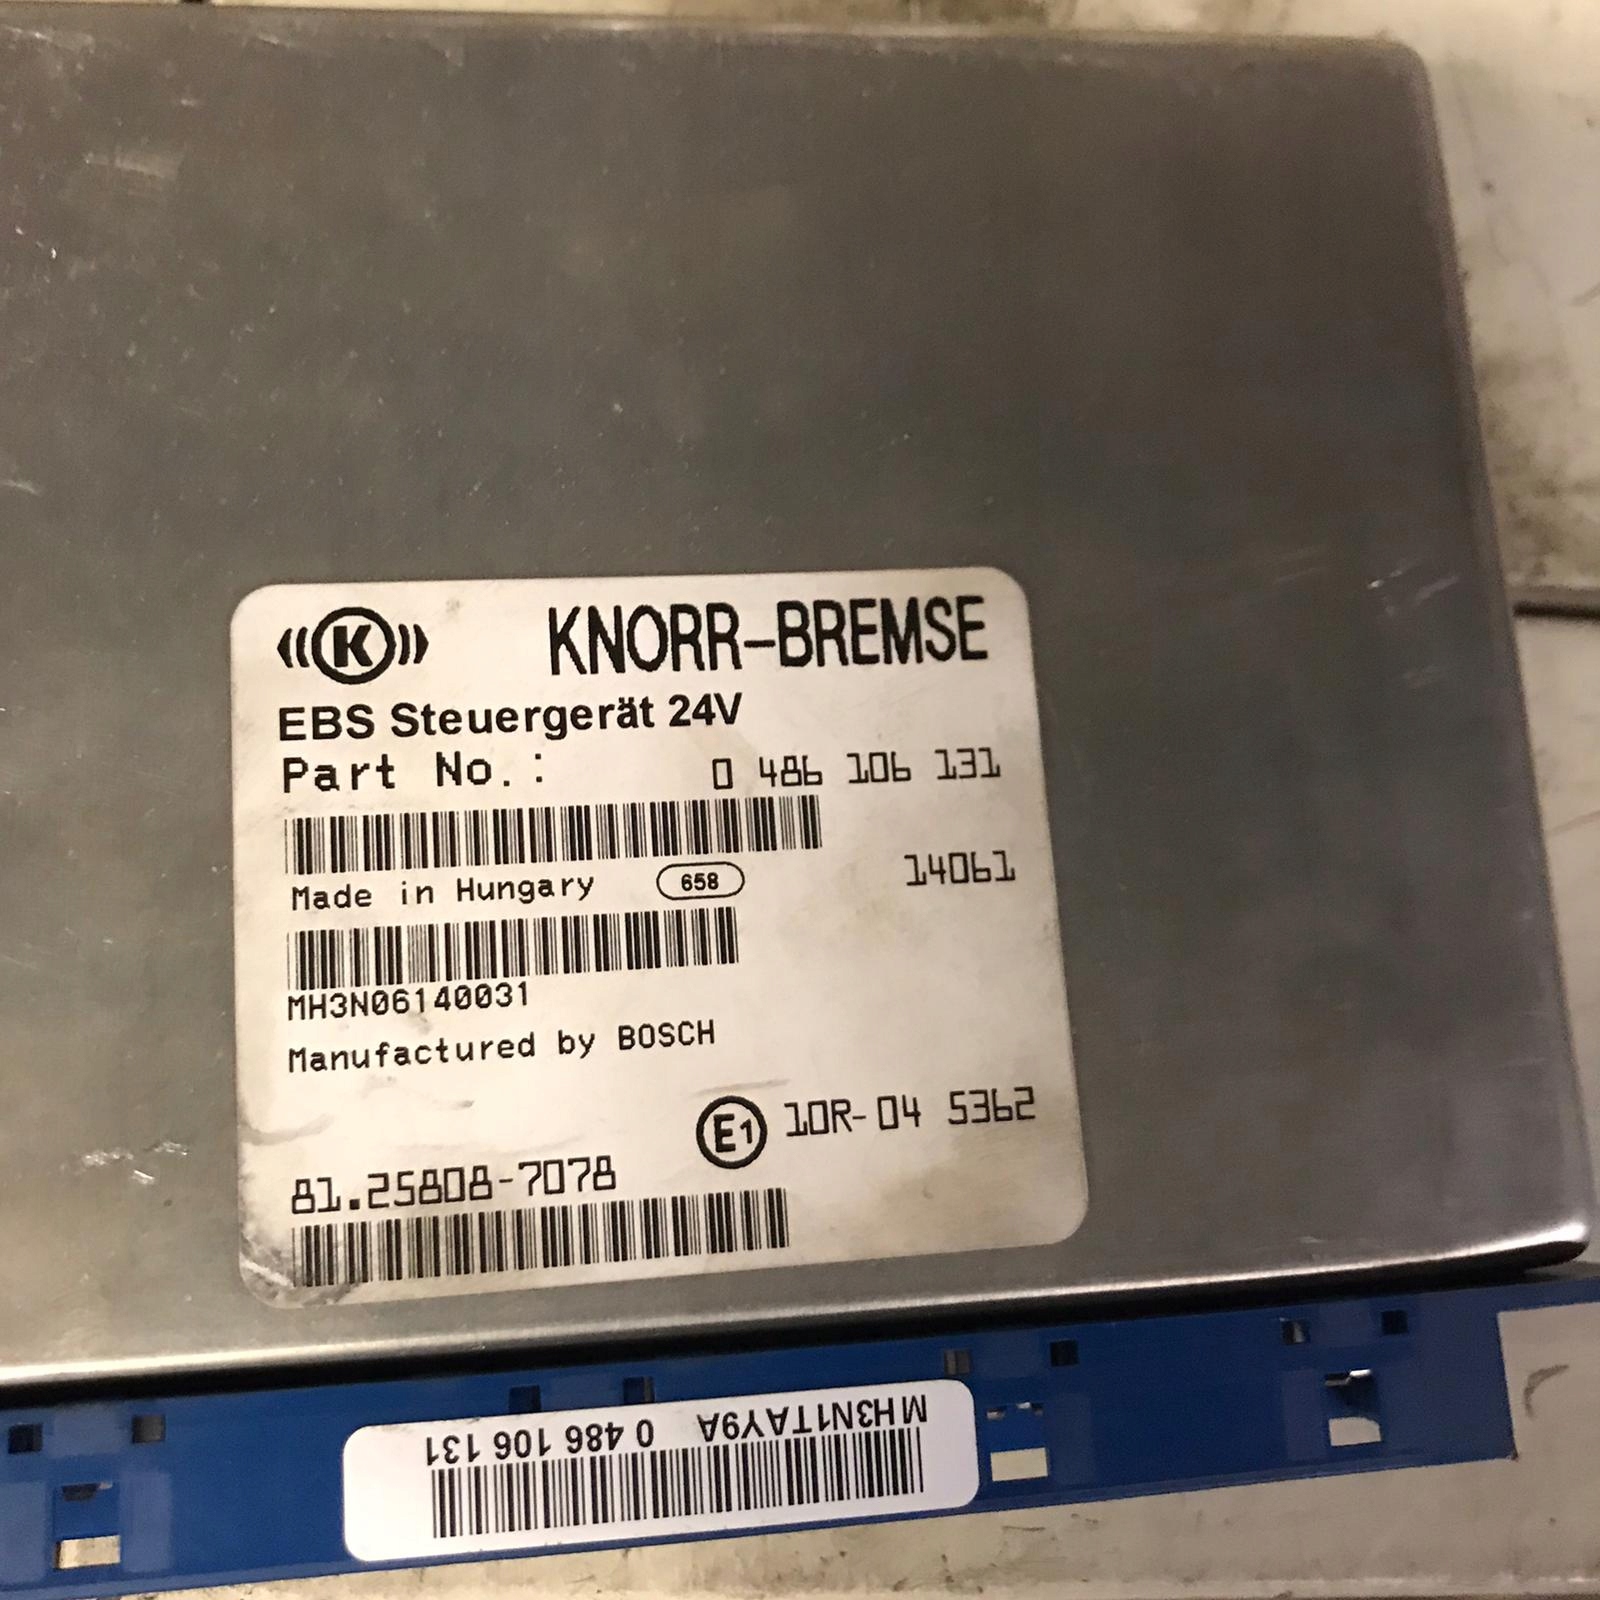 K KNORR-BREMSE
EBS Steuergerät 24V
Part No.: 0 486 106 131
Made in Hungary 658 14061
MH3N06140031
Manufactured by BOSCH
E1 10R-04 5362
81.25808-7078
MH3N1TAY9A 0 486 106 131